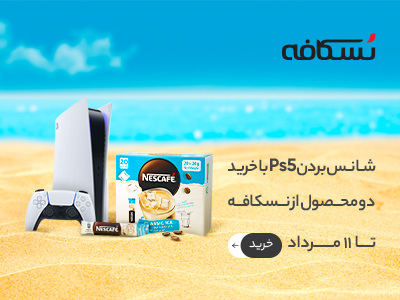 نسکافه
شانس بردن Ps5 با خرید
دو محصول از نسکافه
تا ۱۱ مرداد
خرید
NESCAFÉ